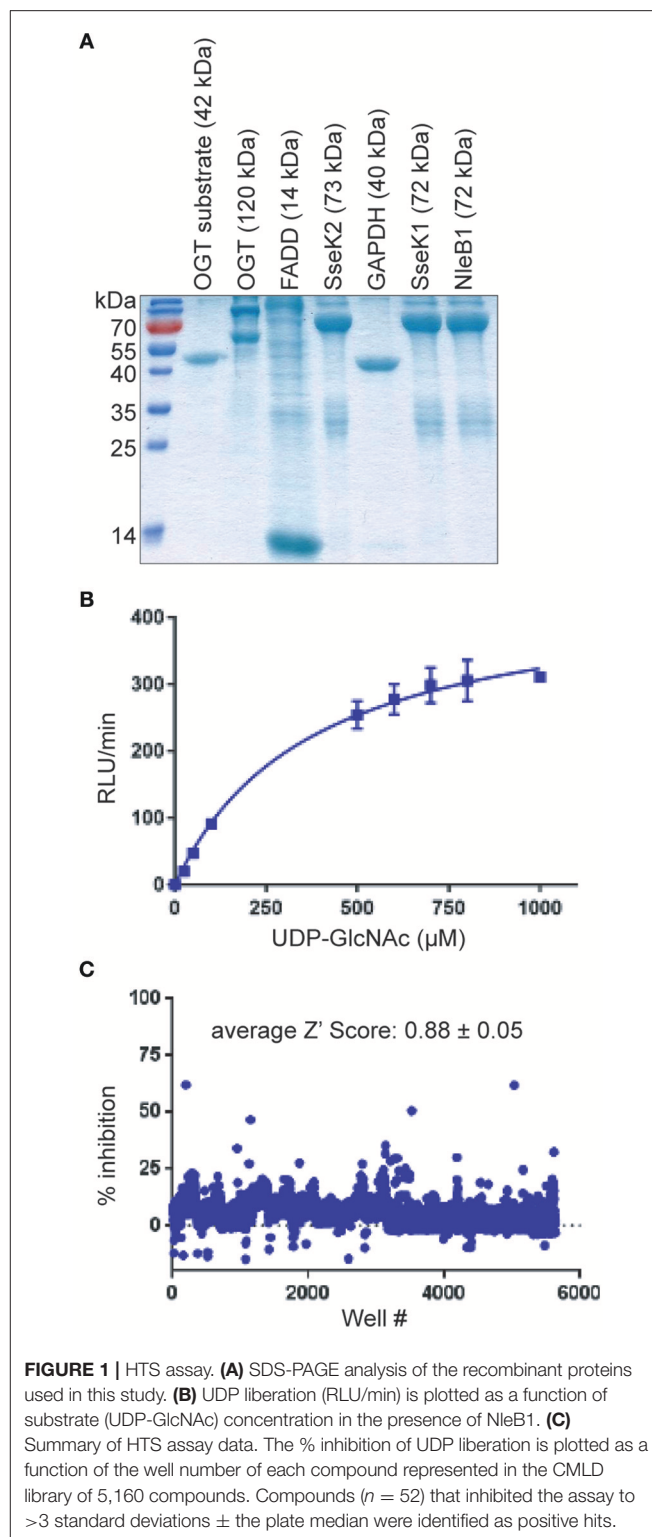 A
OGT substrate (42 kDa)
OGT (120 kDa)
FADD (14 kDa)
SseK2 (73 kDa)
GAPDH (40 kDa)
SseK1 (72 kDa)
NleB1 (72 kDa)
kDa
70
55
40
35
25
14
B
400
300
200
100
0
RLU/min
0 250 500 750 1000
UDP-GlcNAc (µM)
C
100
75
50
25
0
% inhibition
average Z' Score: 0.88 ± 0.05
0 2000 4000 6000
Well #
FIGURE 1 | HTS assay. (A) SDS-PAGE analysis of the recombinant proteins
used in this study. (B) UDP liberation (RLU/min) is plotted as a function of
substrate (UDP-GlcNAc) concentration in the presence of NleB1. (C)
Summary of HTS assay data. The % inhibition of UDP liberation is plotted as a
function of the well number of each compound represented in the CMLD
library of 5,160 compounds. Compounds (n = 52) that inhibited the assay to
>3 standard deviations ± the plate median were identified as positive hits.